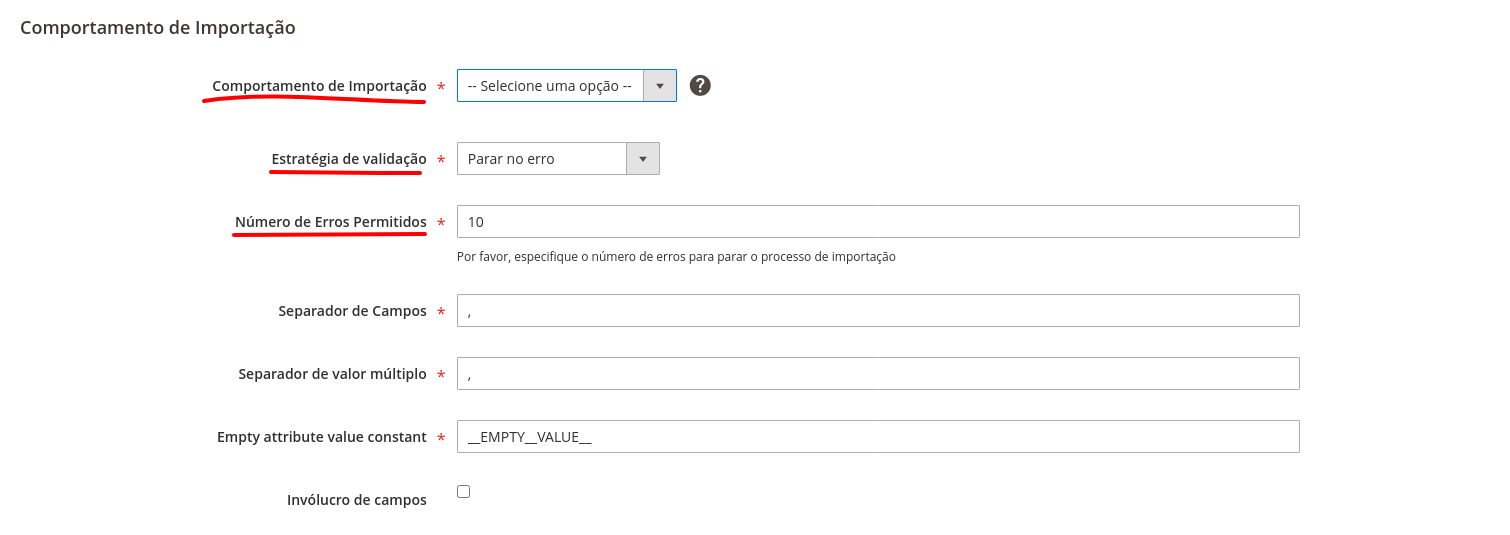 Comportamento de Importação
Comportamento de Importação * -- Selecione uma opção -- ?
Estratégia de validação * Parar no erro
Número de Erros Permitidos * 10
Por favor, especifique o número de erros para parar o processo de importação
Separador de Campos * ,
Separador de valor múltiplo * ,
Empty attribute value constant * __EMPTY__VALUE__
Invólucro de campos